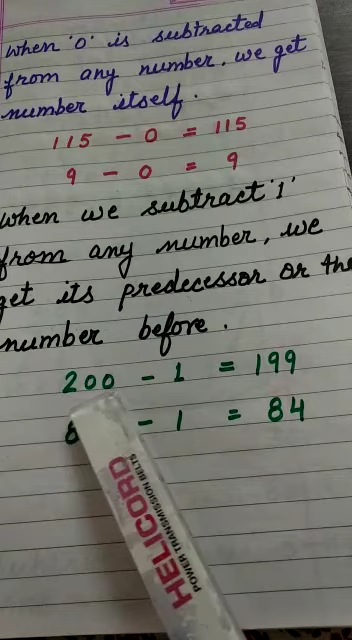 when '0' is subtracted
from any number, we get
number itself.
115 - 0 = 115
9 - 0 = 9
when we subtract '1'
from any number, we
get its predecessor or the
number before.
200 - 1 = 199
- 1 = 84
HELICORD
POWER TRANSMISSION BELTS